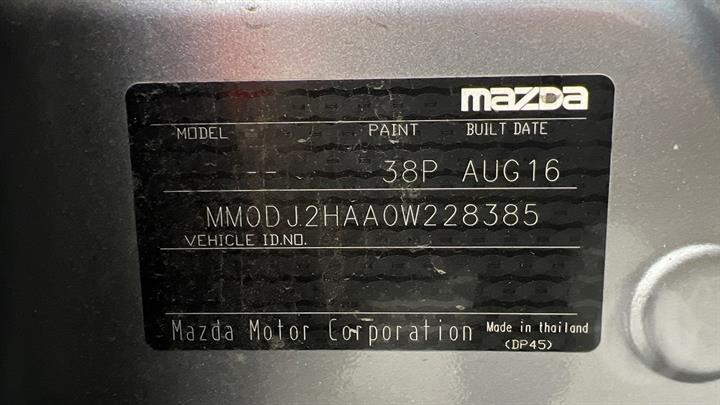 mazda
MODEL PAINT BUILT DATE
-- 38P AUG16
MM0DJ2HAA0W228385
VEHICLE ID.NO.
Mazda Motor Corporation Made in thailand
(DP45)